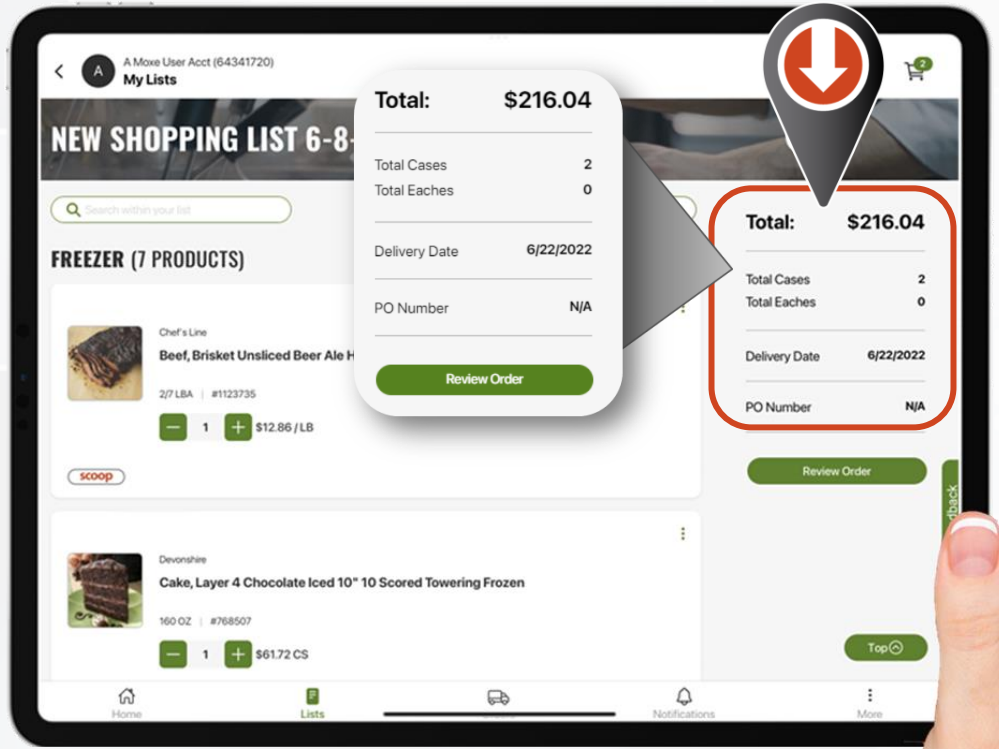 A Moxe User Acct (64341720)
My Lists
2
NEW SHOPPING LIST 6-8-
Search within your list
FREEZER (7 PRODUCTS)
Chef's Line
Beef, Brisket Unsliced Beer Ale H
2/7 LBA | #1123735
1 $12.86 / LB
scoop
Devonshire
Cake, Layer 4 Chocolate Iced 10" 10 Scored Towering Frozen
160 OZ | #768507
1 $61.72 CS
Total: $216.04
Total Cases 2
Total Eaches 0
Delivery Date 6/22/2022
PO Number N/A
Review Order
Total: $216.04
Total Cases 2
Total Eaches 0
Delivery Date 6/22/2022
PO Number N/A
Review Order
Top
Home
Lists
Notifications
More